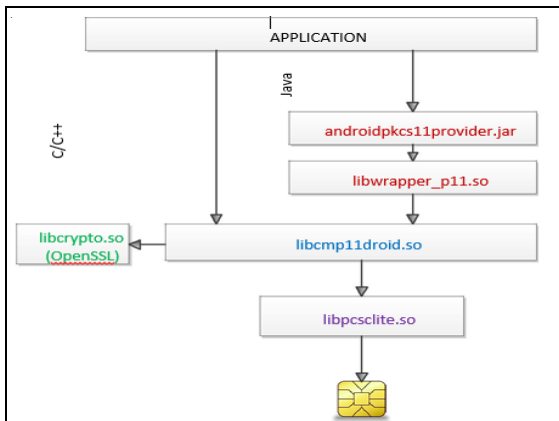 APPLICATION
Java
C/C++
androidpkcs11provider.jar
libwrapper_p11.so
libcrypto.so
(OpenSSL)
libcmp11droid.so
libpcsclite.so